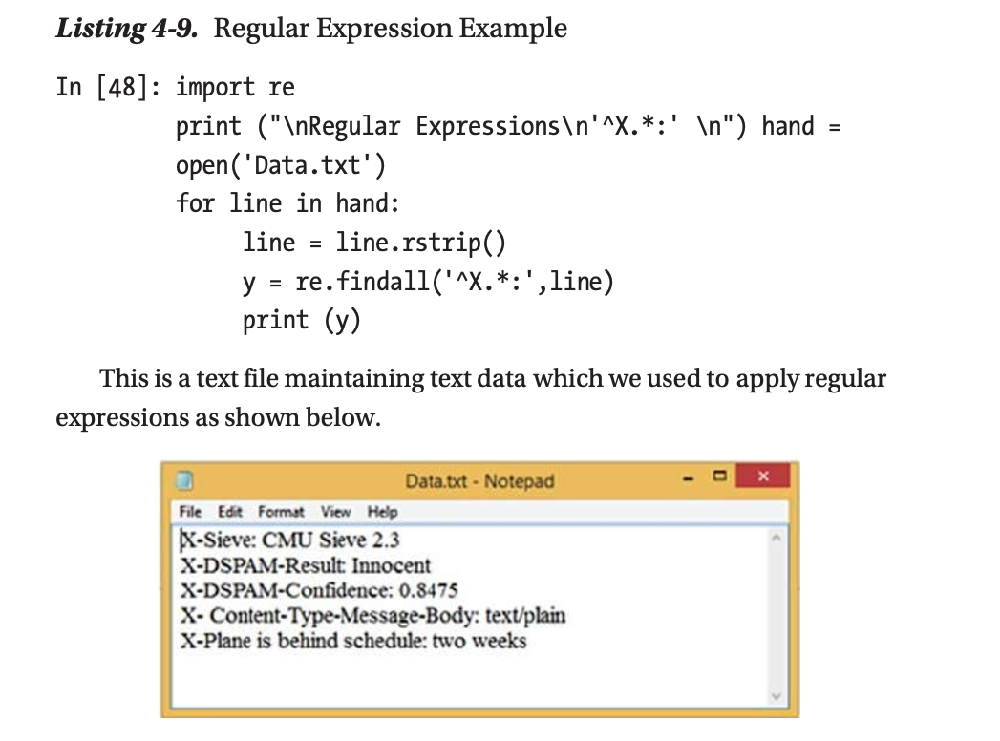 Listing 4-9. Regular Expression Example
In [48]: import re
print ("\nRegular Expressions\n'^X.*:' \n") hand =
open('Data.txt')
for line in hand:
line = line.rstrip()
y = re.findall('^X.*:',line)
print (y)
This is a text file maintaining text data which we used to apply regular
expressions as shown below.
Data.txt - Notepad
File Edit Format View Help
X-Sieve: CMU Sieve 2.3
X-DSPAM-Result: Innocent
X-DSPAM-Confidence: 0.8475
X- Content-Type-Message-Body: text/plain
X-Plane is behind schedule: two weeks